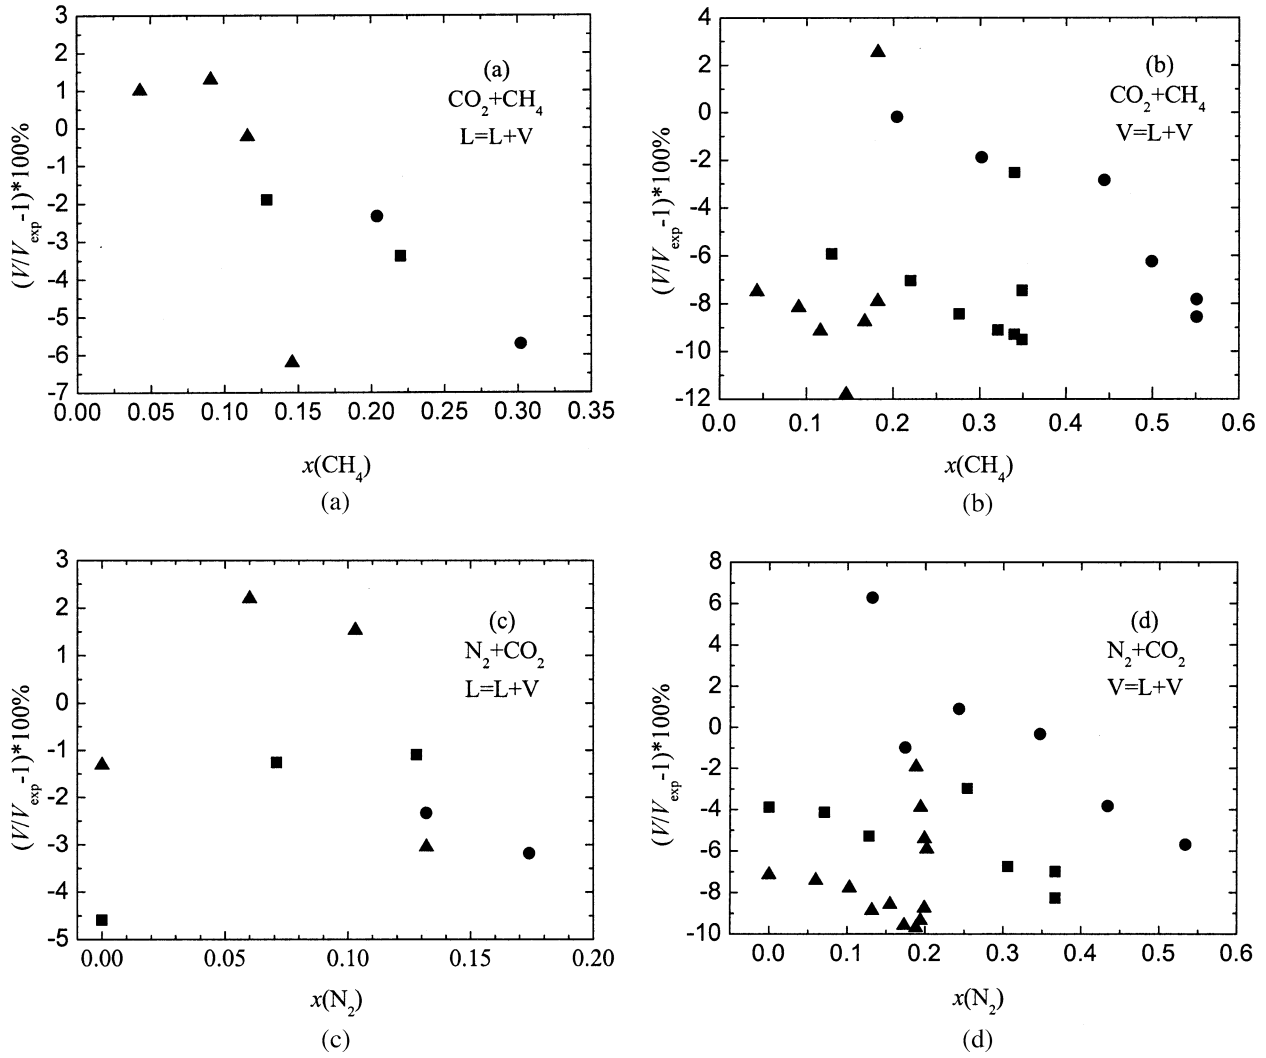 3
2
1
0
-1
-2
-3
-4
-5
-6
-7
0.00 0.05 0.10 0.15 0.20 0.25 0.30 0.35
(V/Vexp-1)*100%
(a)
CO2+CH4
L=L+V
x(CH4)
(a)
4
2
0
-2
-4
-6
-8
-10
-12
0.0 0.1 0.2 0.3 0.4 0.5 0.6
(V/Vexp-1)*100%
(b)
CO2+CH4
V=L+V
x(CH4)
(b)
3
2
1
0
-1
-2
-3
-4
-5
0.00 0.05 0.10 0.15 0.20
(V/Vexp-1)*100%
(c)
N2+CO2
L=L+V
x(N2)
(c)
8
6
4
2
0
-2
-4
-6
-8
-10
0.0 0.1 0.2 0.3 0.4 0.5 0.6
(V/Vexp-1)*100%
(d)
N2+CO2
V=L+V
x(N2)
(d)